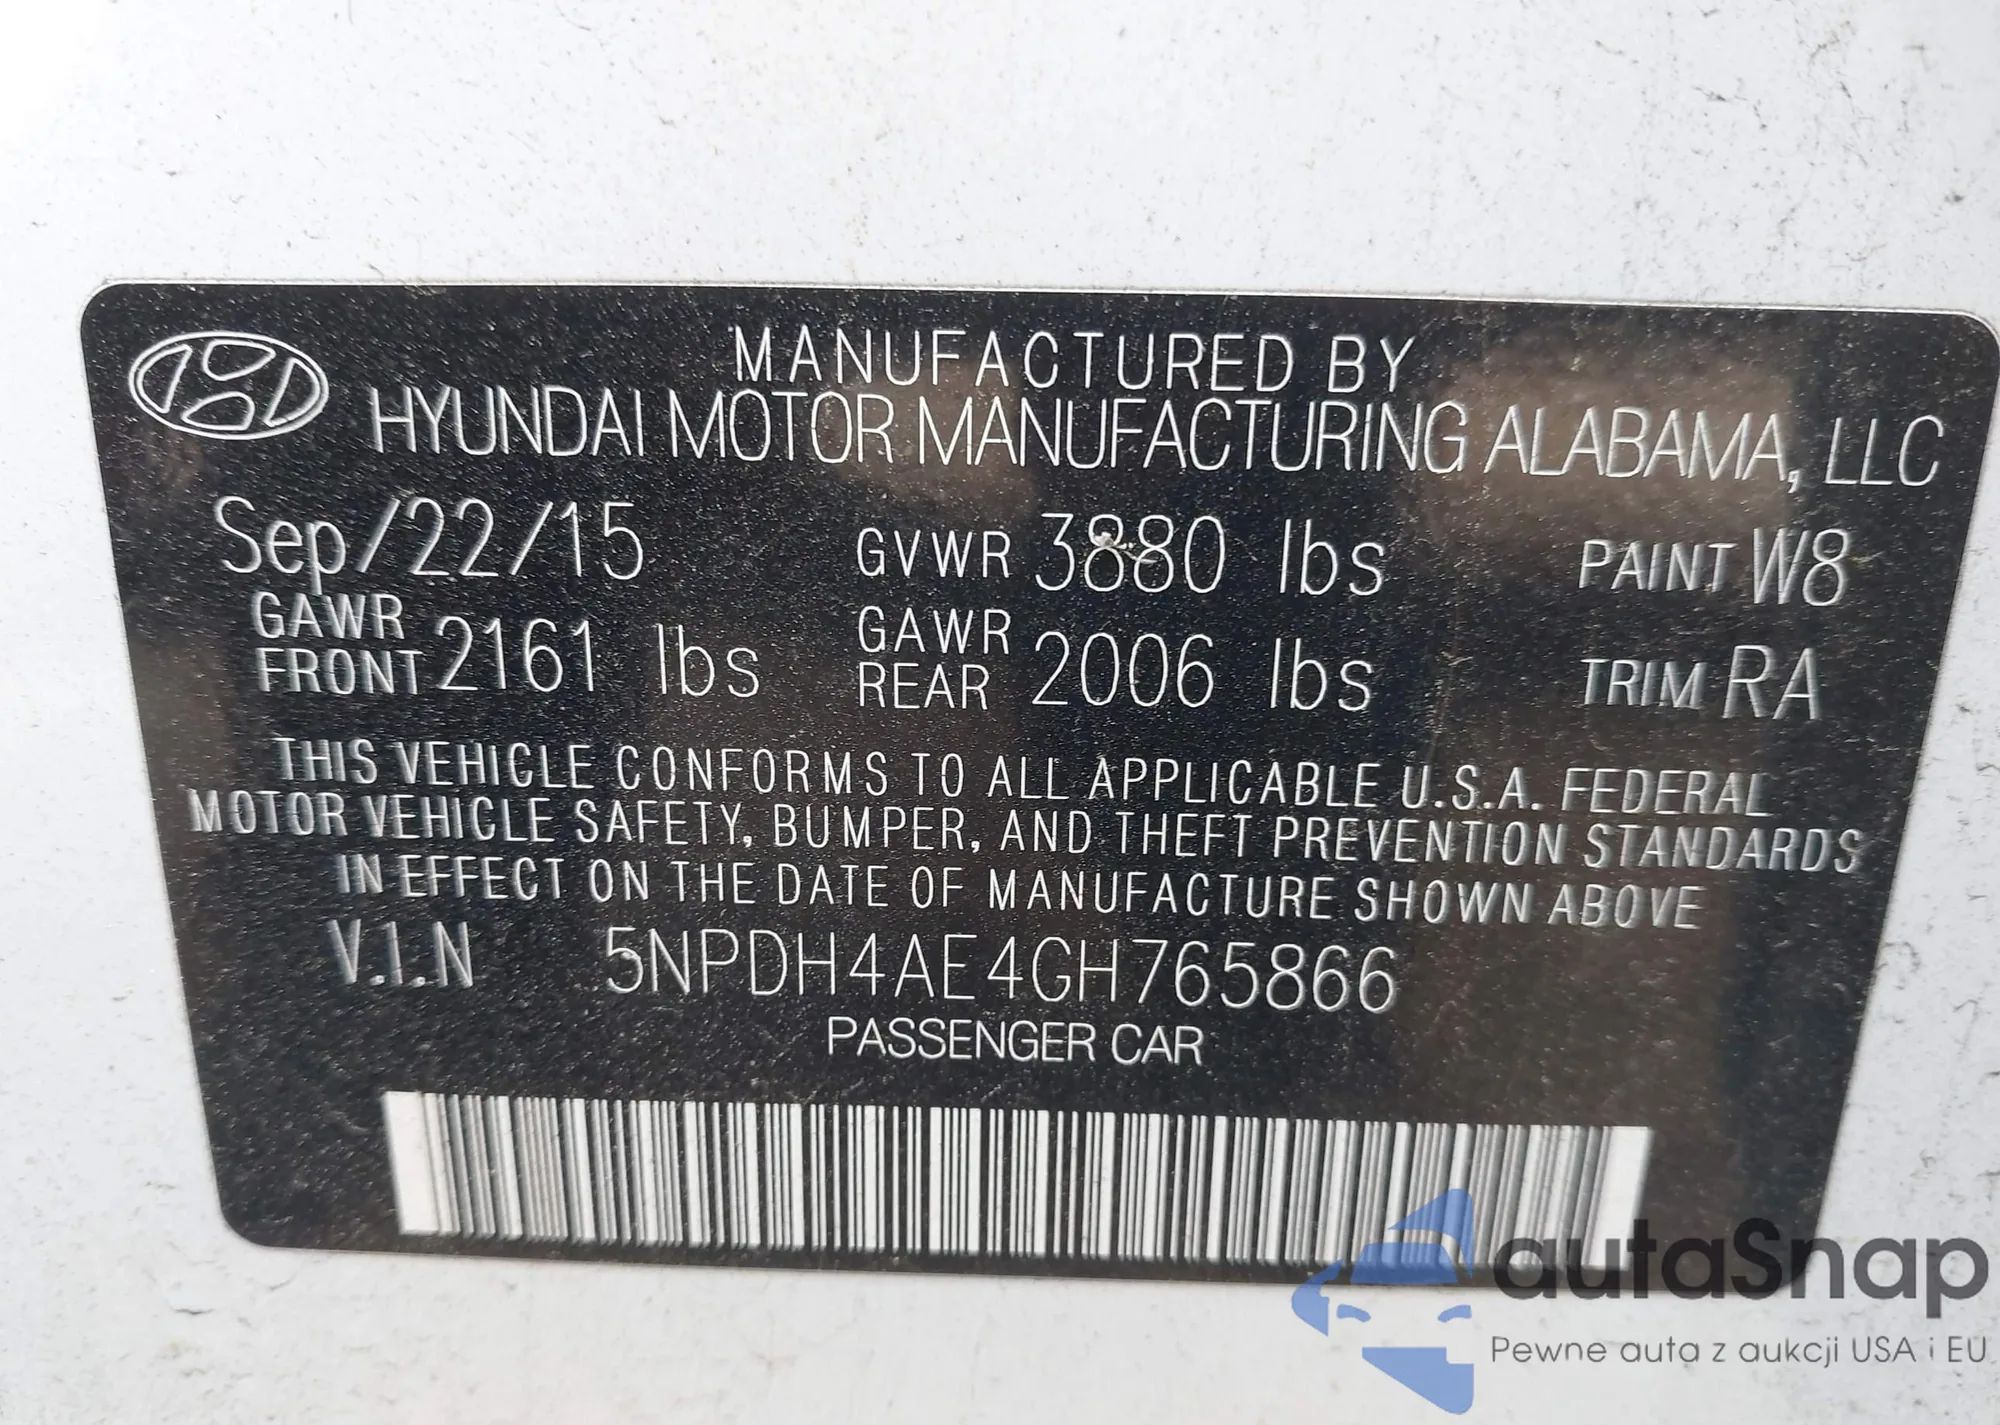 MANUFACTURED BY
HYUNDAI MOTOR MANUFACTURING ALABAMA, LLC
Sep/22/15 GVWR 3880 lbs PAINT W8
GAWR FRONT 2161 lbs GAWR REAR 2006 lbs TRIM RA
THIS VEHICLE CONFORMS TO ALL APPLICABLE U.S.A. FEDERAL
MOTOR VEHICLE SAFETY, BUMPER, AND THEFT PREVENTION STANDARDS
IN EFFECT ON THE DATE OF MANUFACTURE SHOWN ABOVE
V.I.N 5NPDH4AE4GH765866
PASSENGER CAR
autaSnap
Pewne auta z aukcji USA i EU